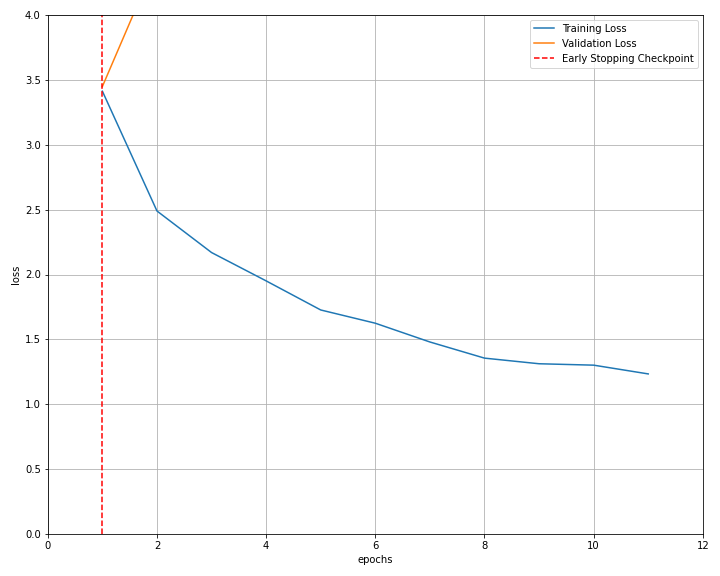 Training Loss
Validation Loss
Early Stopping Checkpoint
4.0
3.5
3.0
2.5
2.0
1.5
1.0
0.5
0.0
loss
0 2 4 6 8 10 12
epochs